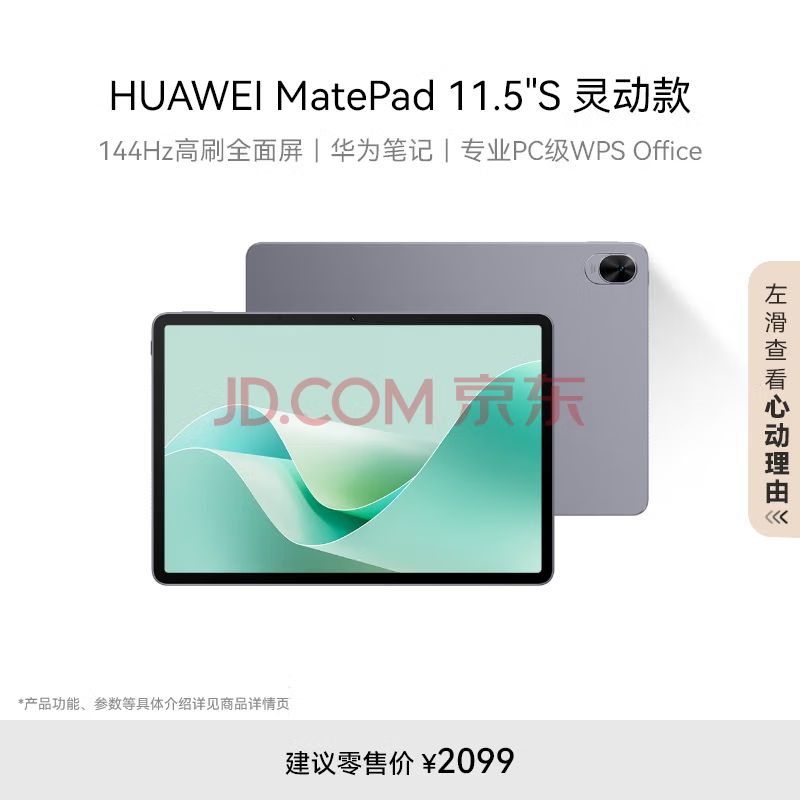 HUAWEI MatePad 11.5"S 灵动款
144Hz高刷全面屏丨华为笔记丨专业PC级WPS Office
JD.COM 京东
左滑查看心动理由
*产品功能、参数等具体介绍详见商品详情页
建议零售价 ¥2099